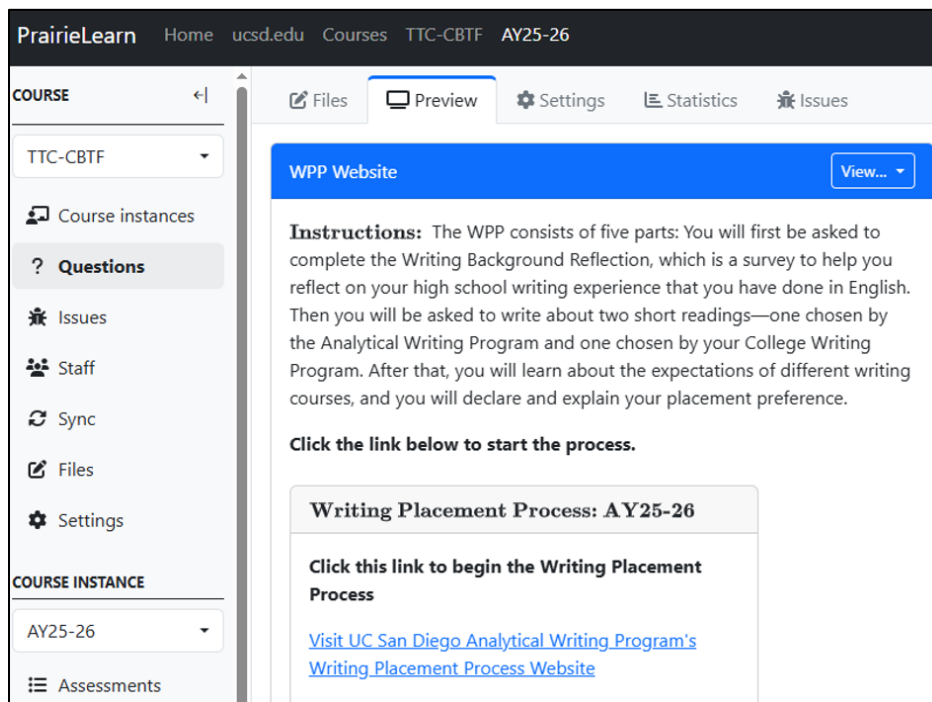 PrairieLearn Home ucsd.edu Courses TTC-CBTF AY25-26
COURSE
TTC-CBTF
Course instances
? Questions
Issues
Staff
Sync
Files
Settings
COURSE INSTANCE
AY25-26
Assessments
Files Preview Settings Statistics Issues
WPP Website View...
Instructions: The WPP consists of five parts: You will first be asked to
complete the Writing Background Reflection, which is a survey to help you
reflect on your high school writing experience that you have done in English.
Then you will be asked to write about two short readings—one chosen by
the Analytical Writing Program and one chosen by your College Writing
Program. After that, you will learn about the expectations of different writing
courses, and you will declare and explain your placement preference.
Click the link below to start the process.
Writing Placement Process: AY25-26
Click this link to begin the Writing Placement
Process
Visit UC San Diego Analytical Writing Program's
Writing Placement Process Website